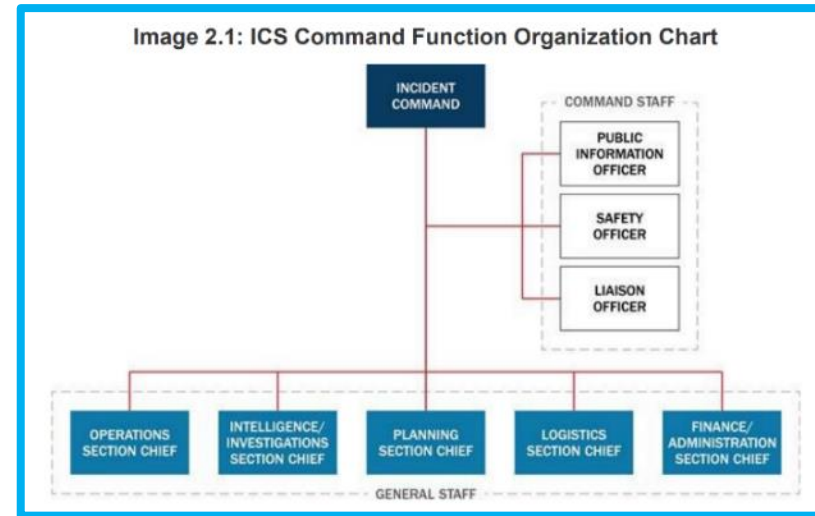 Image 2.1: ICS Command Function Organization Chart
INCIDENT
COMMAND
COMMAND STAFF
PUBLIC
INFORMATION
OFFICER
SAFETY
OFFICER
LIAISON
OFFICER
OPERATIONS
SECTION CHIEF
INTELLIGENCE/
INVESTIGATIONS
SECTION CHIEF
PLANNING
SECTION CHIEF
LOGISTICS
SECTION CHIEF
FINANCE/
ADMINISTRATION
SECTION CHIEF
GENERAL STAFF